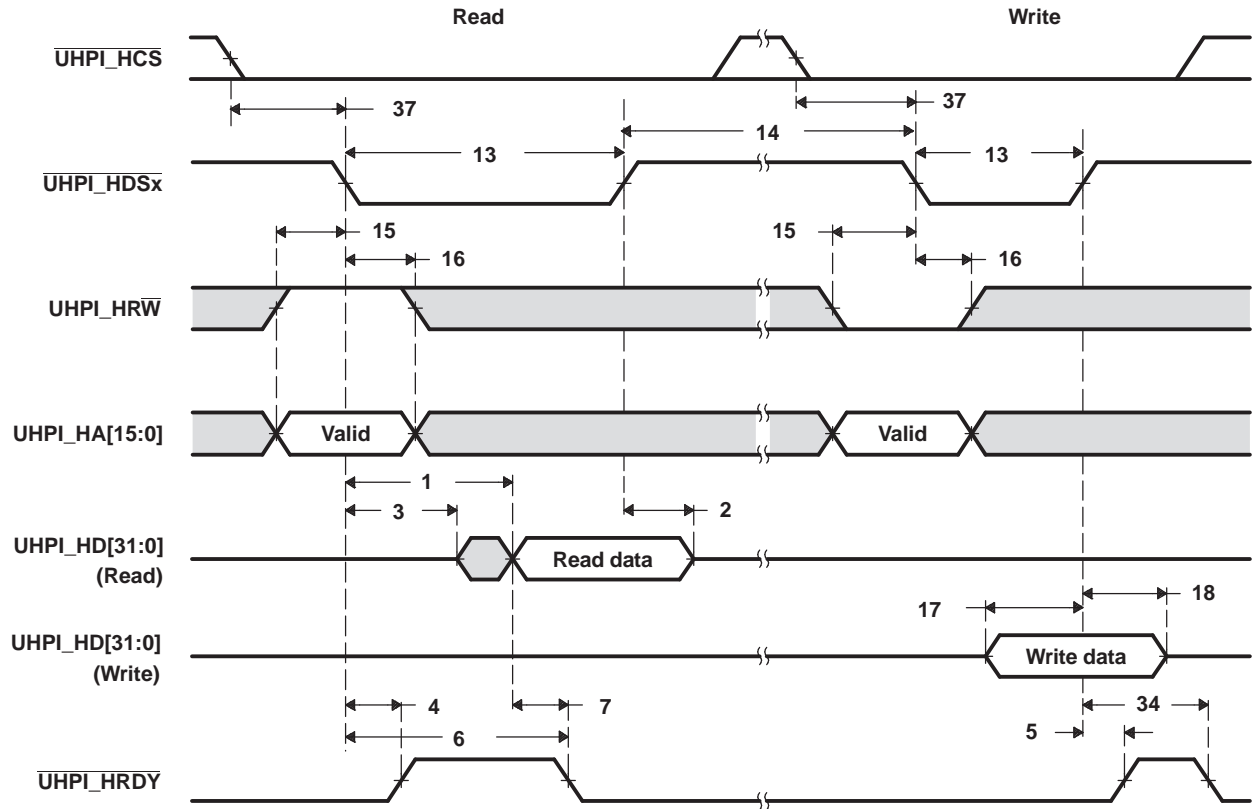 Read Write
UHPI_HCS
37 37
14
13 13
UHPI_HDSx
15 15
16 16
UHPI_HRW
UHPI_HA[15:0] Valid Valid
1
3 2
UHPI_HD[31:0]
(Read) Read data
17 18
UHPI_HD[31:0]
(Write) Write data
4 7 34
6 5
UHPI_HRDY